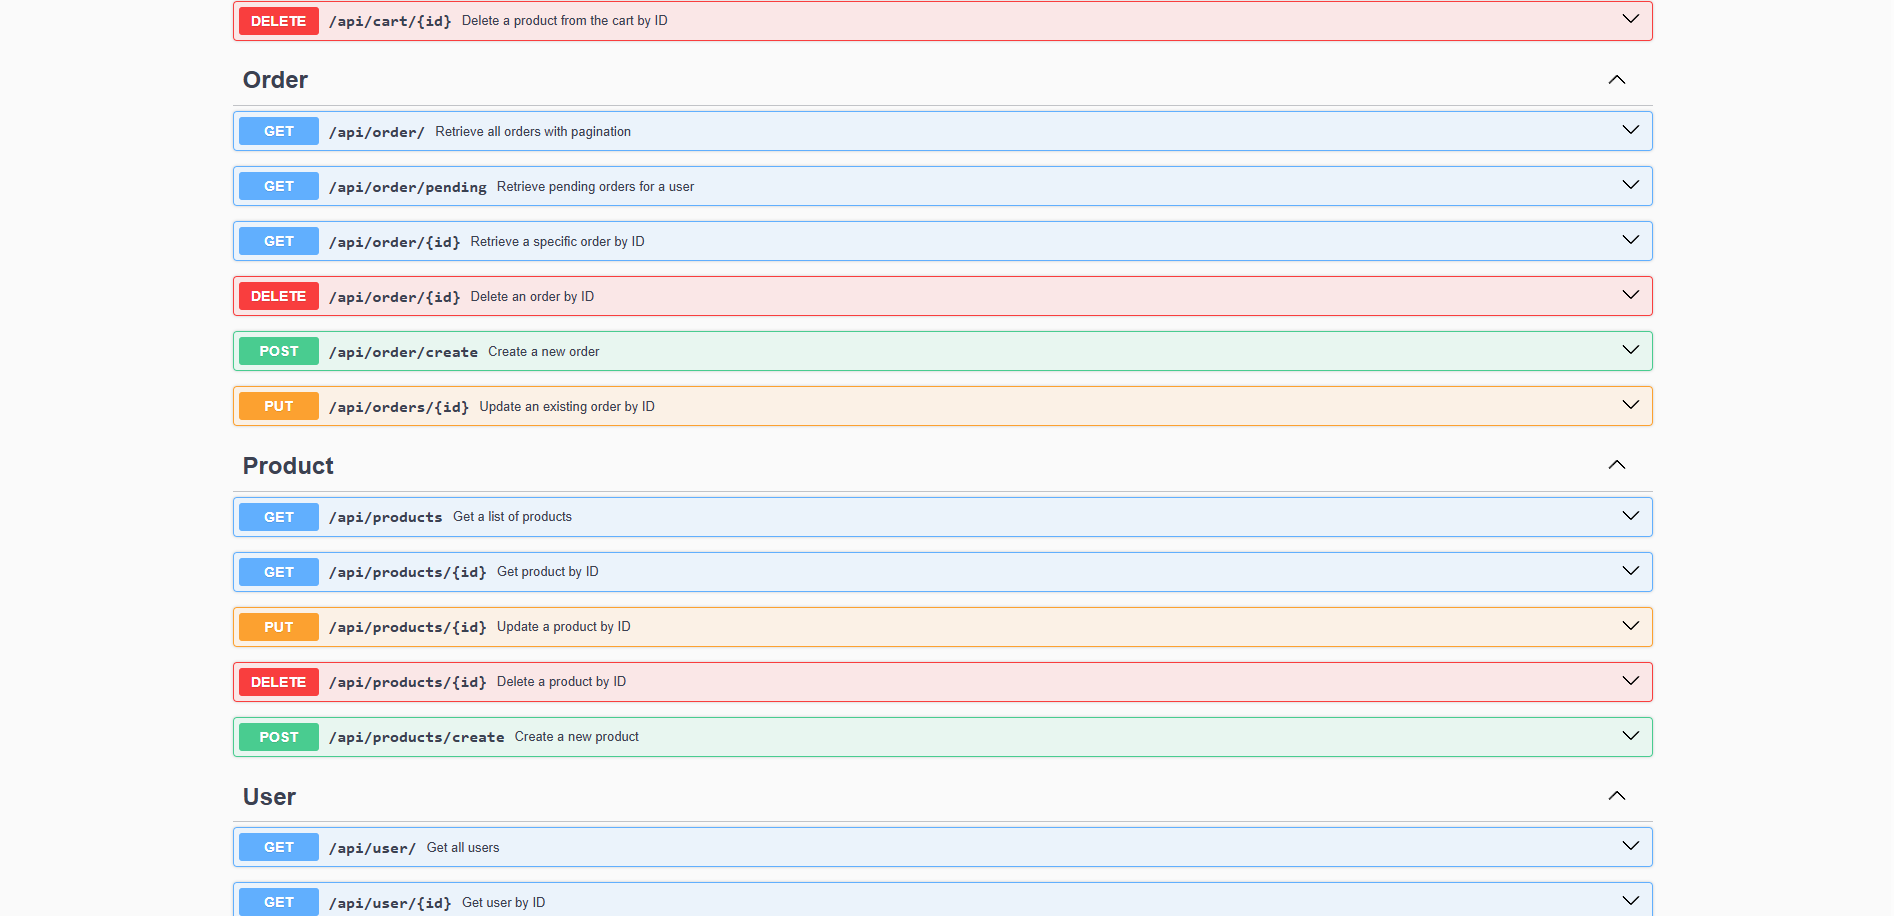 DELETE /api/cart/{id} Delete a product from the cart by ID
Order
GET /api/order/ Retrieve all orders with pagination
GET /api/order/pending Retrieve pending orders for a user
GET /api/order/{id} Retrieve a specific order by ID
DELETE /api/order/{id} Delete an order by ID
POST /api/order/create Create a new order
PUT /api/orders/{id} Update an existing order by ID
Product
GET /api/products Get a list of products
GET /api/products/{id} Get product by ID
PUT /api/products/{id} Update a product by ID
DELETE /api/products/{id} Delete a product by ID
POST /api/products/create Create a new product
User
GET /api/user/ Get all users
GET /api/user/{id} Get user by ID